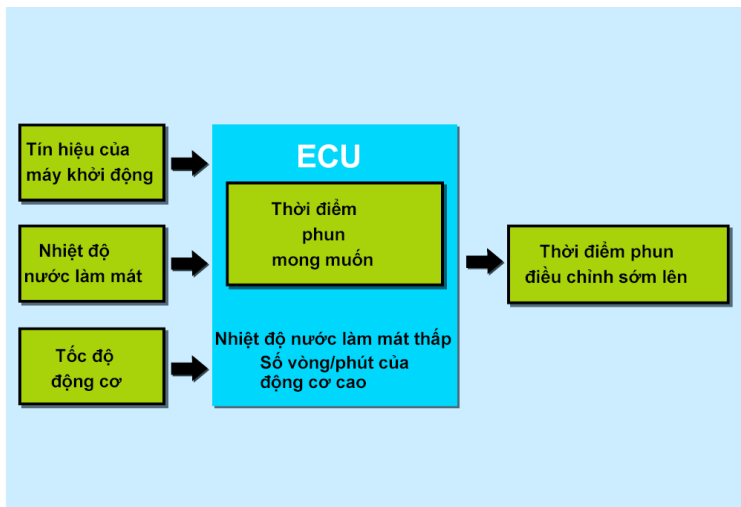 Tín hiệu của
máy khởi động
Nhiệt độ
nước làm mát
Tốc độ
động cơ
ECU
Thời điểm
phun
mong muốn
Nhiệt độ nước làm mát thấp
Số vòng/phút của
động cơ cao
Thời điểm phun
điều chỉnh sớm lên